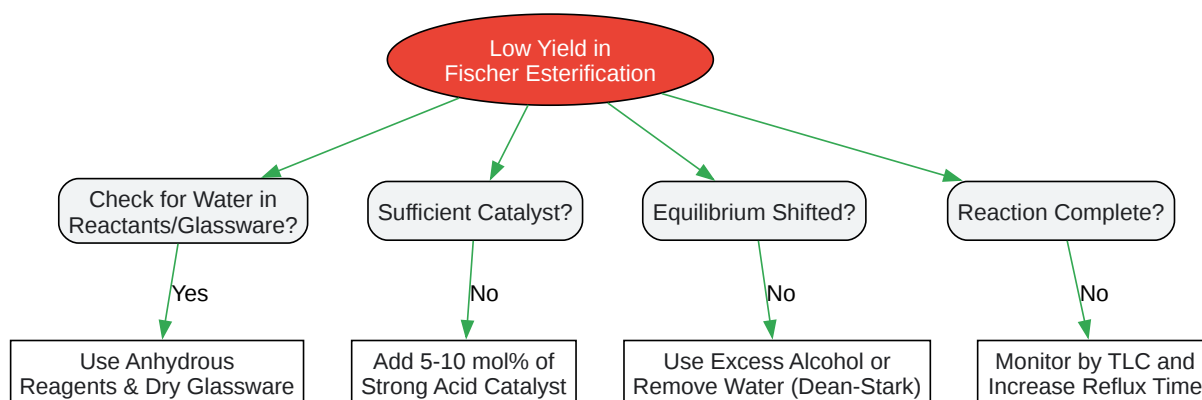 Low Yield in
Fischer Esterification
Check for Water in
Reactants/Glassware?
Sufficient Catalyst?
Equilibrium Shifted?
Reaction Complete?
Yes
No
No
No
Use Anhydrous
Reagents & Dry Glassware
Add 5-10 mol% of
Strong Acid Catalyst
Use Excess Alcohol or
Remove Water (Dean-Stark)
Monitor by TLC and
Increase Reflux Time